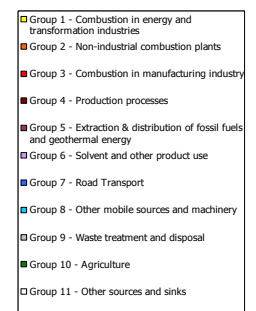 Group 1 - Combustion in energy and
transformation industries
Group 2 - Non-industrial combustion plants
Group 3 - Combustion in manufacturing industry
Group 4 - Production processes
Group 5 - Extraction & distribution of fossil fuels
and geothermal energy
Group 6 - Solvent and other product use
Group 7 - Road Transport
Group 8 - Other mobile sources and machinery
Group 9 - Waste treatment and disposal
Group 10 - Agriculture
Group 11 - Other sources and sinks